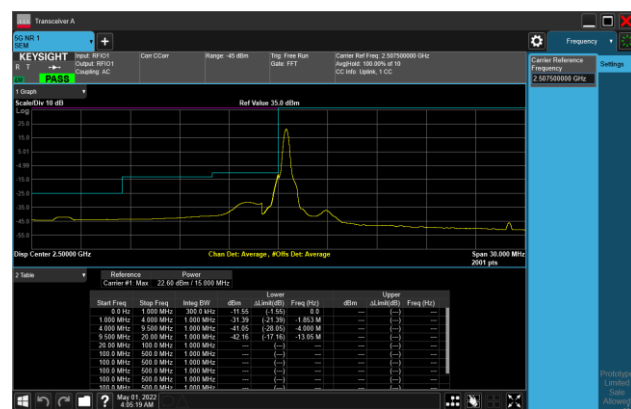 Transceiver A
5G NR 1
SEM
+
Frequency
KEYSIGHT
R T
PASS
Input: RFIO1
Output: RFIO1
Coupling: AC
Corr CCorr
Range: -45 dBm
Trig: Free Run
Gate: FFT
Carrier Ref Freq: 2.507500000 GHz
Avg|Hold: 100.00% of 10
CC Info: Uplink, 1 CC
Carrier Reference
Frequency
2.507500000 GHz
Settings
1 Graph
Scale/Div 10 dB
Ref Value 35.0 dBm
Log
25.0
15.0
5.01
-4.99
-15.0
-25.0
-35.0
-45.0
-55.0
Disp Center 2.50000 GHz
Chan Det: Average , #Offs Det: Average
Span 30.000 MHz
2001 pts
2 Table
Reference Power
Carrier #1: Max 22.60 dBm / 15.000 MHz
Lower Upper
Start Freq Stop Freq Integ BW dBm ΔLimit(dB) Freq (Hz) dBm ΔLimit(dB) Freq (Hz)
0.0 Hz 1.000 MHz 300.0 kHz -11.55 (-1.55) 0.0 --- (---) ---
1.000 MHz 4.000 MHz 1.000 MHz -31.39 (-21.39) -1.853 M --- (---) ---
4.000 MHz 9.500 MHz 1.000 MHz -41.05 (-28.05) -4.000 M --- (---) ---
9.500 MHz 20.00 MHz 1.000 MHz -42.16 (-17.16) -13.05 M --- (---) ---
20.00 MHz 100.0 MHz 1.000 MHz --- (---) --- --- (---) ---
100.0 MHz 500.0 MHz 1.000 MHz --- (---) --- --- (---) ---
100.0 MHz 500.0 MHz 1.000 MHz --- (---) --- --- (---) ---
100.0 MHz 500.0 MHz 1.000 MHz --- (---) --- --- (---) ---
100.0 MHz 500.0 MHz 1.000 MHz --- (---) --- --- (---) ---
Prototype
Limited
Sale
Allowed
?
May 01, 2022
4:05:19 AM